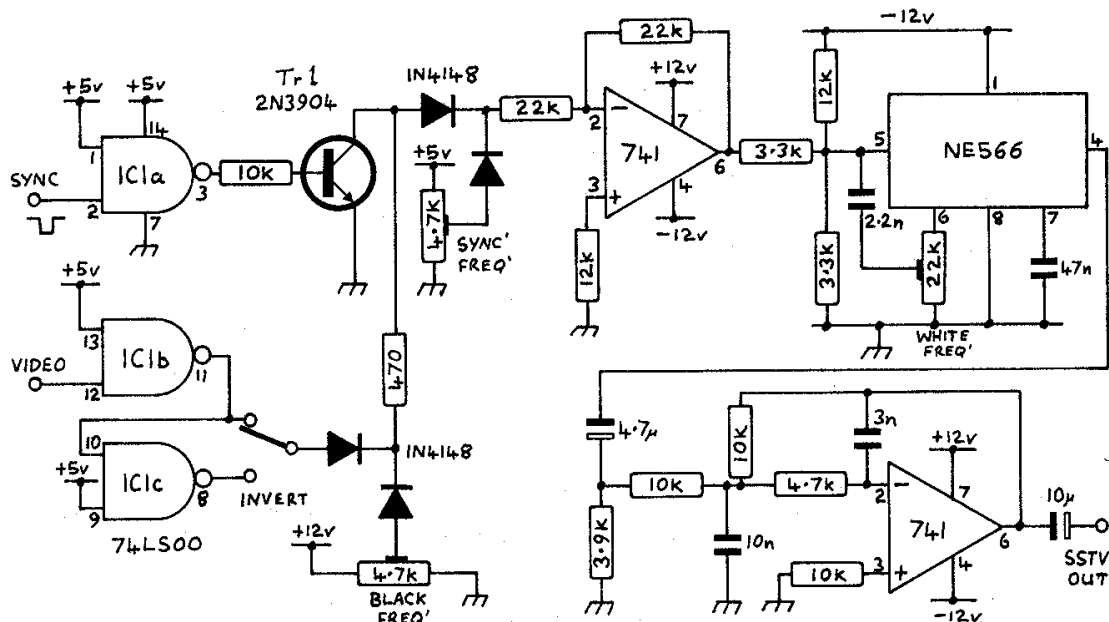 -12v
22k
Tr1
2N3904
1N4148
+5v
+5v
14
1
IC1a
SYNC
2
3
7
10k
+5v
4.7k
SYNC'
FREQ'
22k
2
3
741
+12v
7
6
4
-12v
12k
3.3k
12k
3.3k
2.2n
5
NE566
1
4
6
8
7
22k
47n
WHITE
FREQ'
+5v
13
IC1b
VIDEO
12
11
10
+5v
9
IC1c
8
INVERT
74LS00
470
1N4148
+12v
4.7k
BLACK
FREQ'
4.7µ
3.9k
10k
10k
10n
4.7k
3n
10k
2
3
741
+12v
7
6
4
-12v
10µ
SSTV
OUT